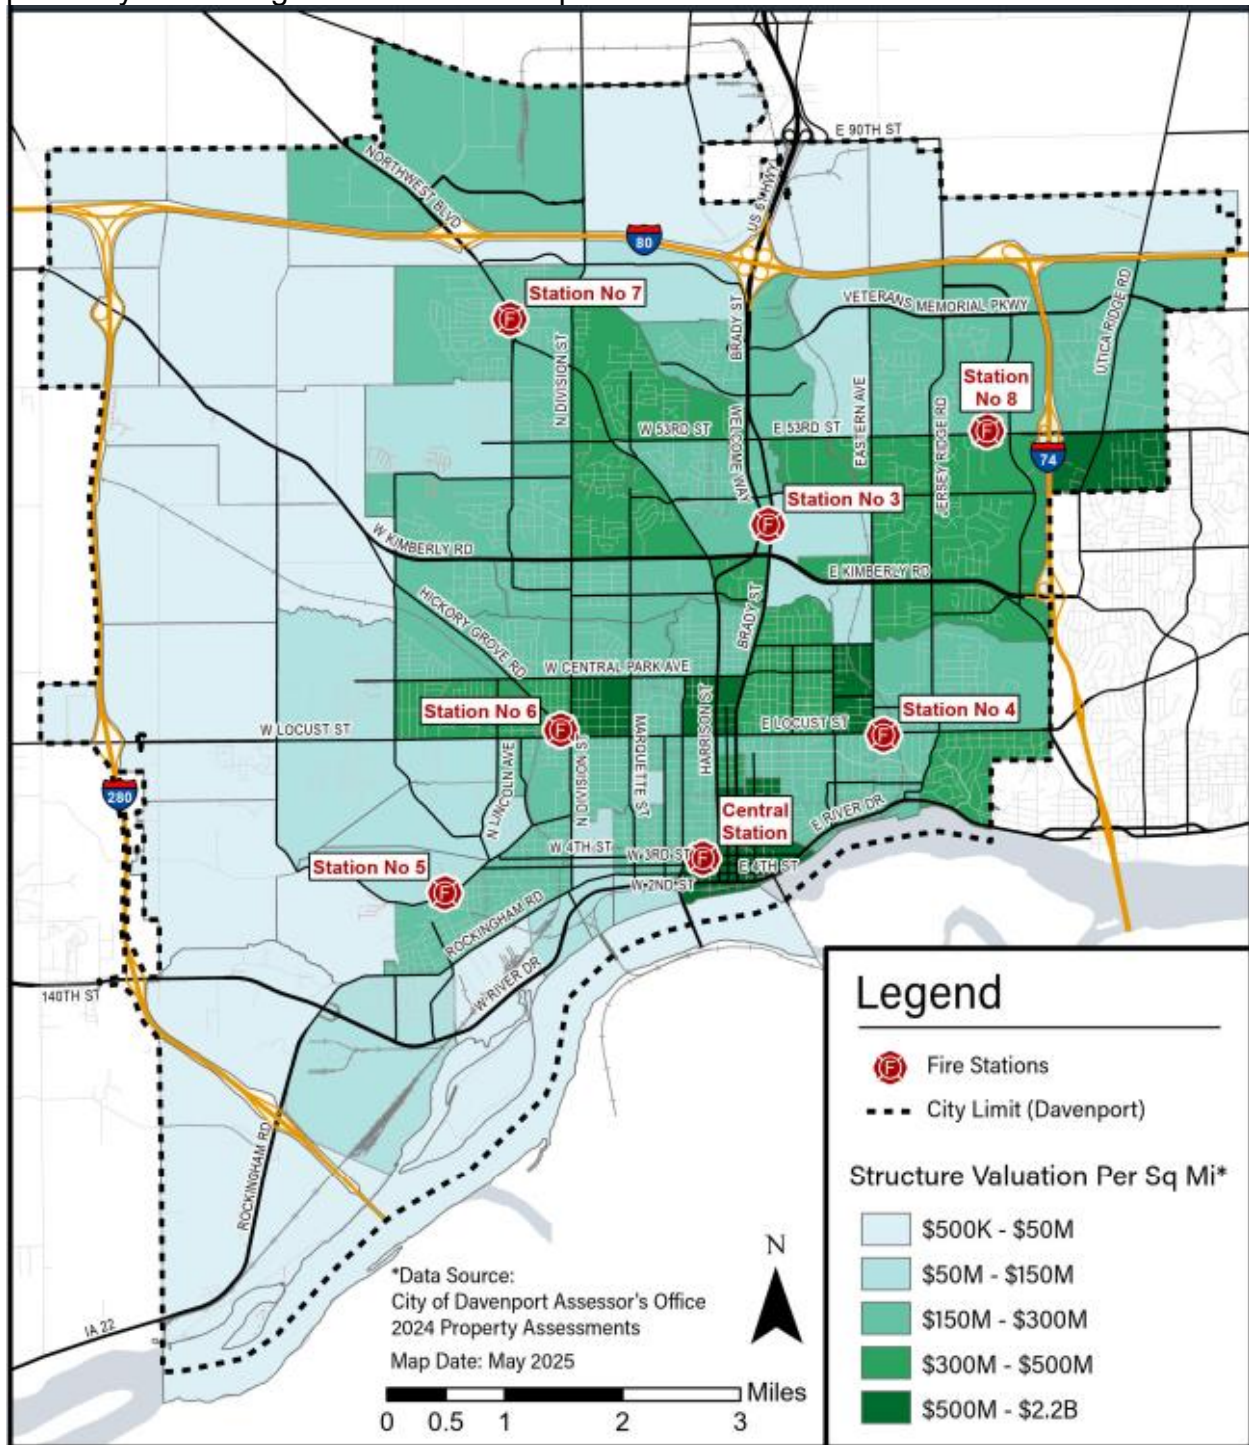 E 90TH ST
NORTHWEST BLVD
US 61 HWY
80
Station No 7
BRADY ST
VETERANS MEMORIAL PKWY
UTICA RIDGE RD
N DIVISION ST
Station
No 8
EASTERN AVE
JERSEY RIDGE RD
W 53RD ST
E 53RD ST
WELCOME WAY
74
Station No 3
W KIMBERLY RD
E KIMBERLY RD
HICKORY GROVE RD
BRADY ST
W CENTRAL PARK AVE
Station No 6
HARRISON ST
E LOCUST ST
Station No 4
W LOCUST ST
MARQUETTE ST
N DIVISION ST
N LINCOLN AVE
280
Central
Station
E RIVER DR
W 4TH ST
W 3RD ST
E 4TH ST
Station No 5
W 2ND ST
ROCKINGHAM RD
W RIVER DR
140TH ST
ROCKINGHAM RD
IA 22
*Data Source:
City of Davenport Assessor's Office
2024 Property Assessments
Map Date: May 2025
N
Miles
0 0.5 1 2 3
Legend
F Fire Stations
City Limit (Davenport)
Structure Valuation Per Sq Mi*
$500K - $50M
$50M - $150M
$150M - $300M
$300M - $500M
$500M - $2.2B